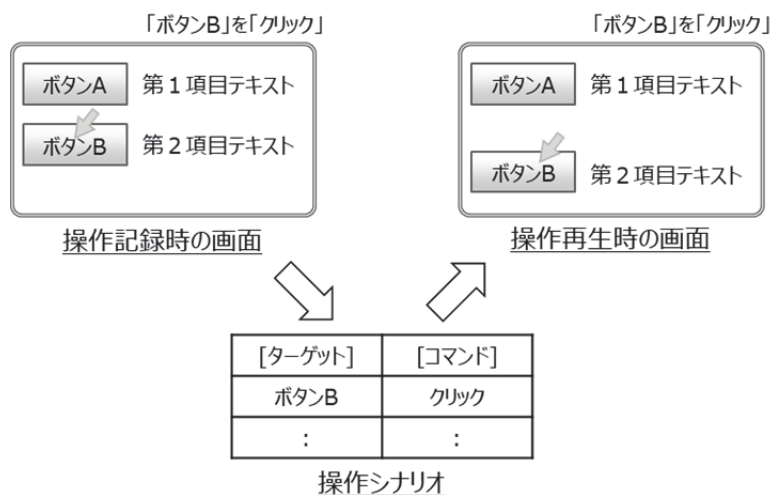 「ボタンB」を「クリック」
ボタンA 第1項目テキスト
ボタンB 第2項目テキスト
操作記録時の画面
「ボタンB」を「クリック」
ボタンA 第1項目テキスト
ボタンB 第2項目テキスト
操作再生時の画面
[ターゲット] [コマンド]
ボタンB クリック
: :
操作シナリオ